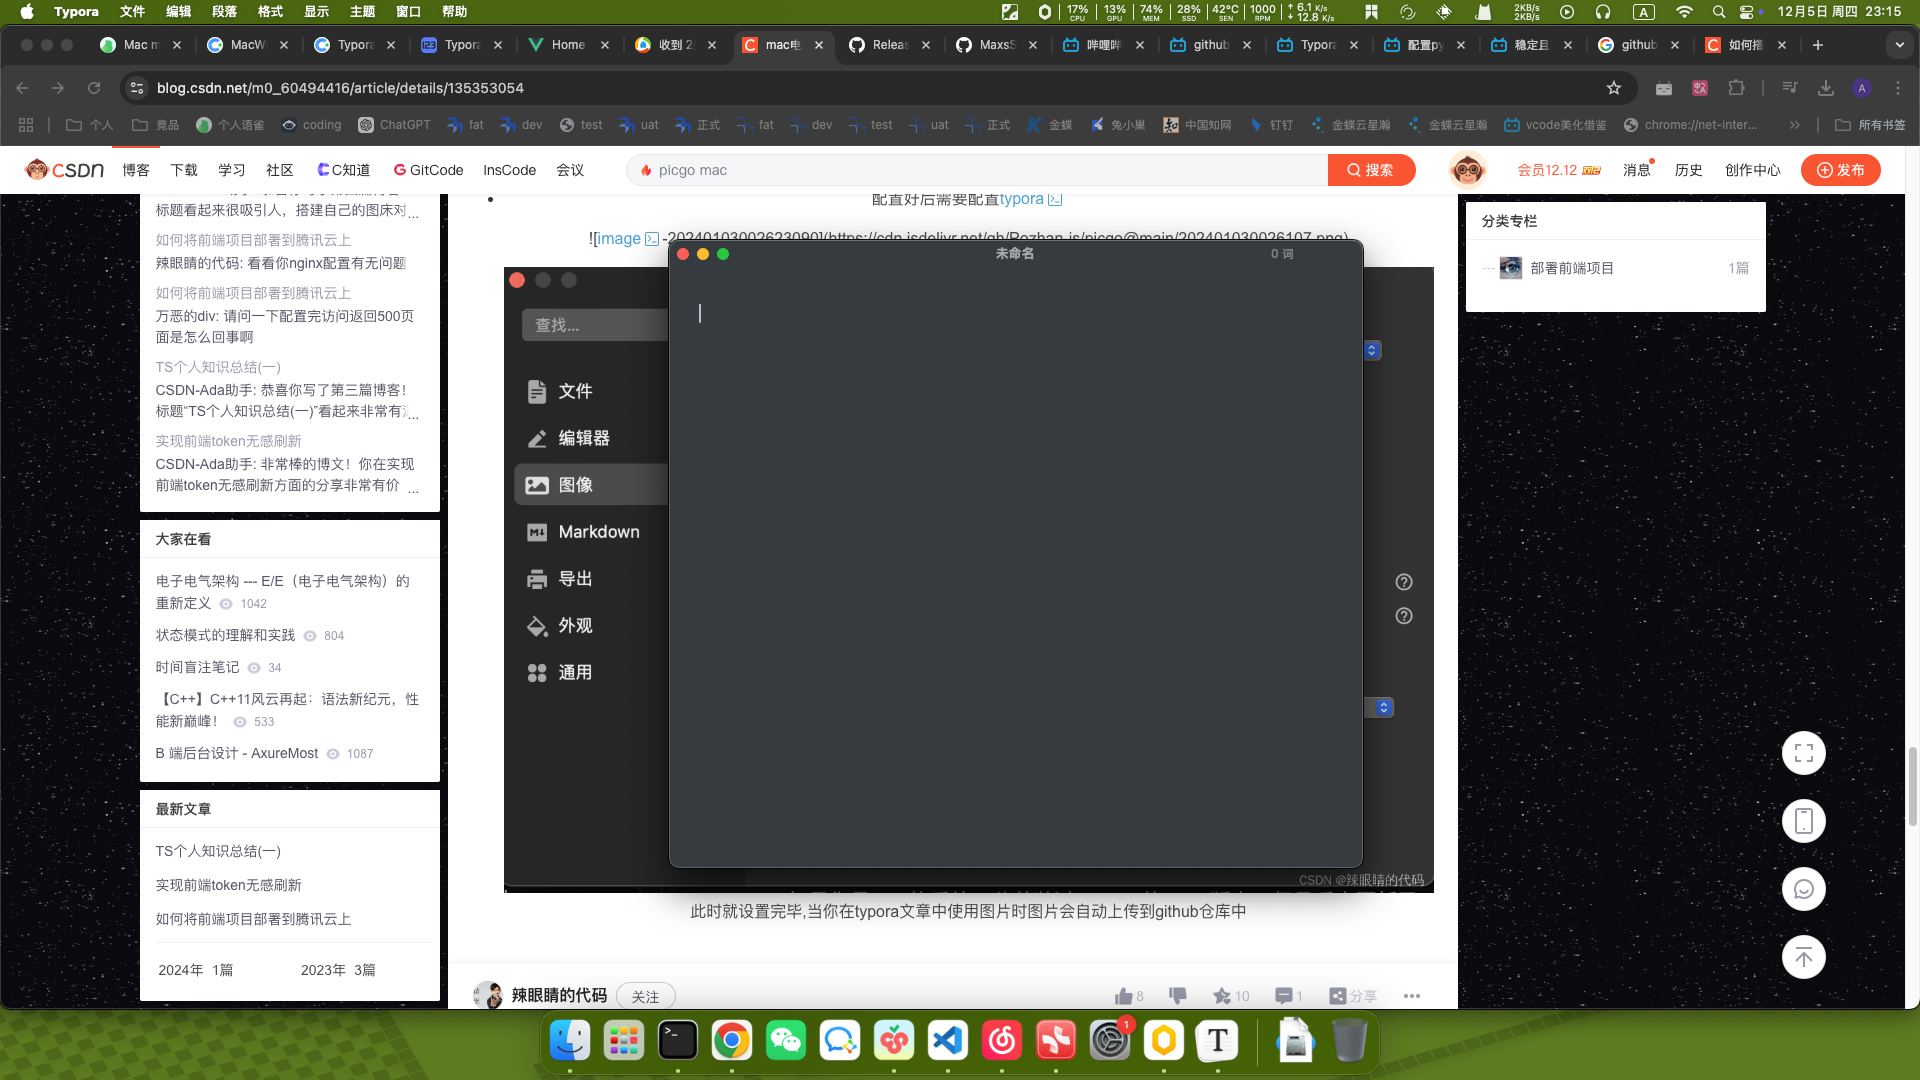 Typora 文件 编辑 段落 格式 显示 主题 窗口 帮助
17% CPU 13% GPU 74% MEM 28% SSD 42°C SEN 1000 RPM ↑ 6.1 K/s ↓ 12.8 K/s 2KB/s 2KB/s A 12月5日 周四 23:15
Mac m MacW Typora Typora Home 收到 2 mac电 Releas MaxsS 哔哩哔 github Typora 配置py 稳定且 github 如何搭
blog.csdn.net/m0_60494416/article/details/135353054
个人 竞品 个人语雀 coding ChatGPT fat dev test uat 正式 fat dev test uat 正式 金蝶 兔小巢 中国知网 钉钉 金蝶云星瀚 金蝶云星瀚 vcode美化借鉴 chrome://net-inter... » 所有书签
CSDN 博客 下载 学习 社区 C知道 GitCode InsCode 会议 picgo mac 搜索 会员12.12 消息 历史 创作中心 发布
标题看起来很吸引人，搭建自己的图床对...
如何将前端项目部署到腾讯云上
辣眼睛的代码: 看看你nginx配置有无问题
如何将前端项目部署到腾讯云上
万恶的div: 请问一下配置完访问返回500页
面是怎么回事啊
TS个人知识总结(一)
CSDN-Ada助手: 恭喜你写了第三篇博客！
标题“TS个人知识总结(一)”看起来非常有...
实现前端token无感刷新
CSDN-Ada助手: 非常棒的博文！你在实现
前端token无感刷新方面的分享非常有价 ...
大家在看
电子电气架构 --- E/E（电子电气架构）的
重新定义 1042
状态模式的理解和实践 804
时间盲注笔记 34
【C++】C++11风云再起：语法新纪元，性
能新巅峰！ 533
B 端后台设计 - AxureMost 1087
最新文章
TS个人知识总结(一)
实现前端token无感刷新
如何将前端项目部署到腾讯云上
2024年 1篇 2023年 3篇
配置好后需要配置typora
![image-20240103002623090](https://cdn.jsdelivr.net/gh/Rezhan-js/picgo@main/202401030026107.png)
未命名 0 词
查找...
文件
编辑器
图像
Markdown
导出
外观
通用
CSDN @辣眼睛的代码
此时就设置完毕,当你在typora文章中使用图片时图片会自动上传到github仓库中
辣眼睛的代码 关注 8 10 1 分享
分类专栏
部署前端项目 1篇
1